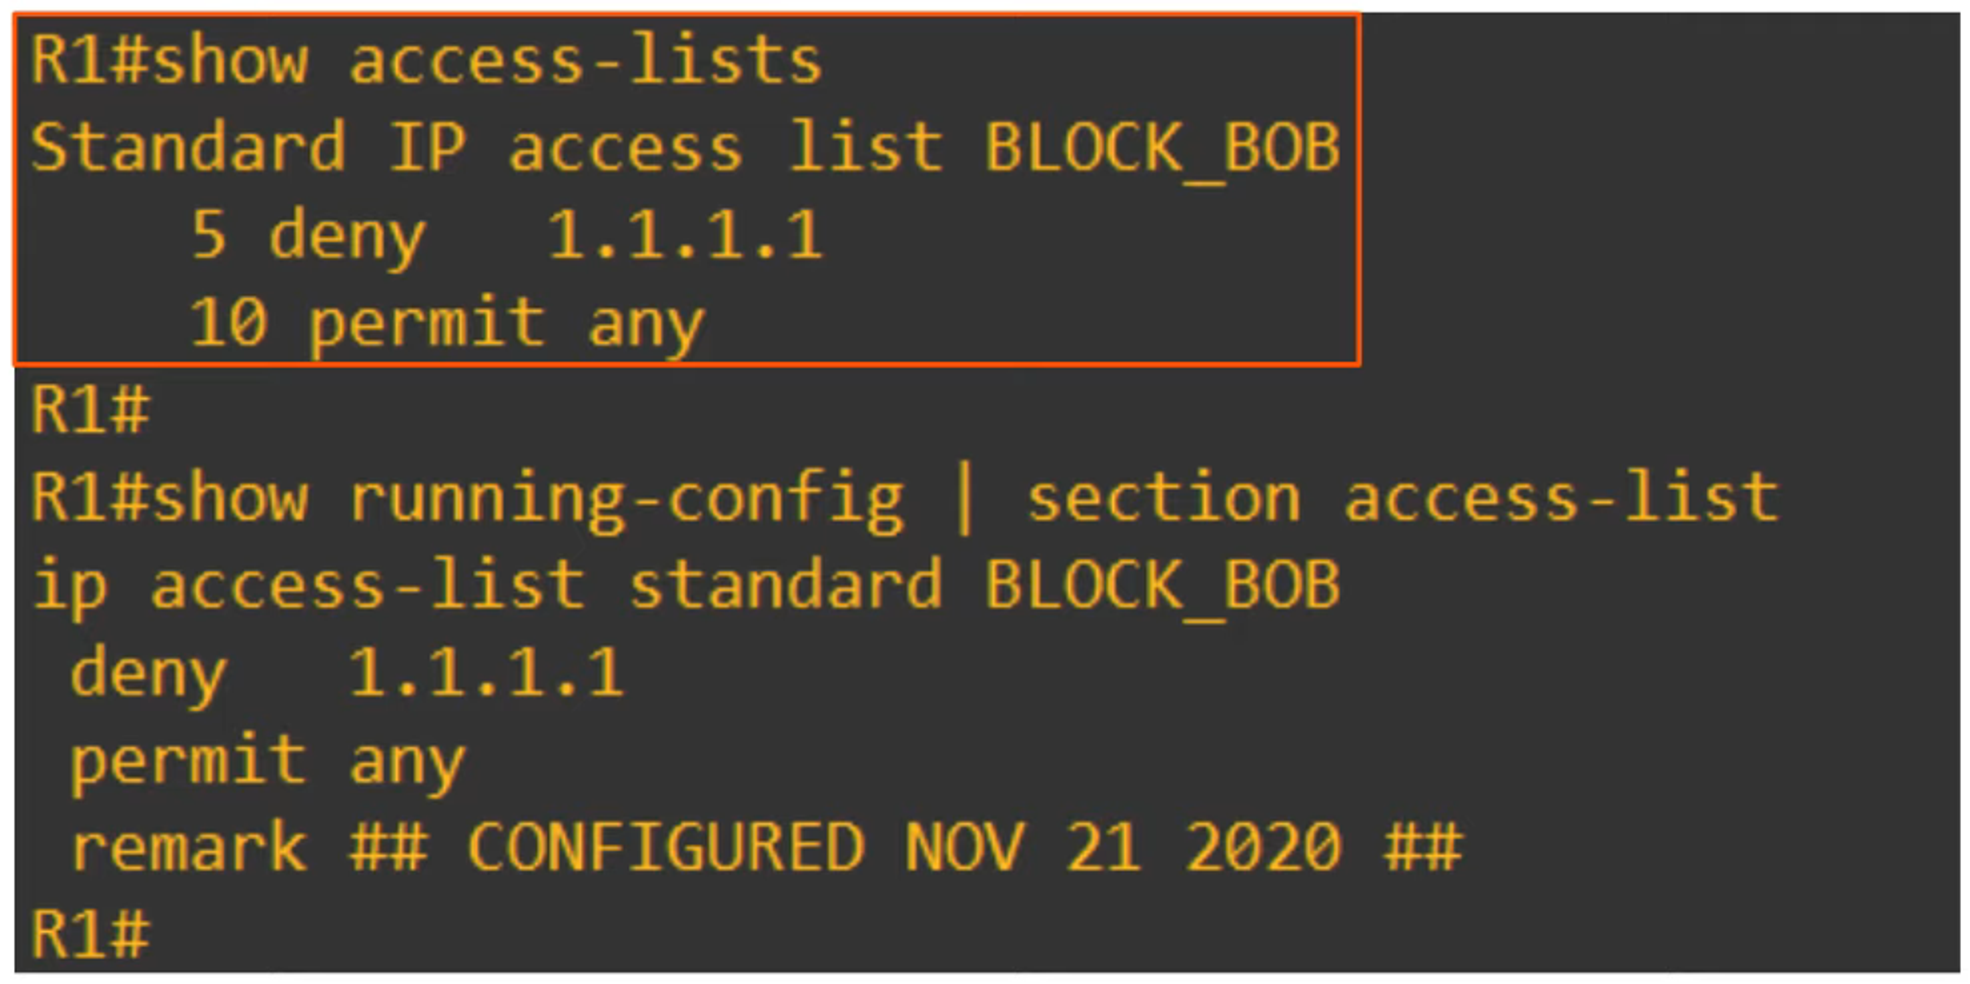 R1#show access-lists
Standard IP access list BLOCK_BOB
    5 deny   1.1.1.1
    10 permit any
R1#
R1#show running-config | section access-list
ip access-list standard BLOCK_BOB
 deny   1.1.1.1
 permit any
 remark ## CONFIGURED NOV 21 2020 ##
R1#